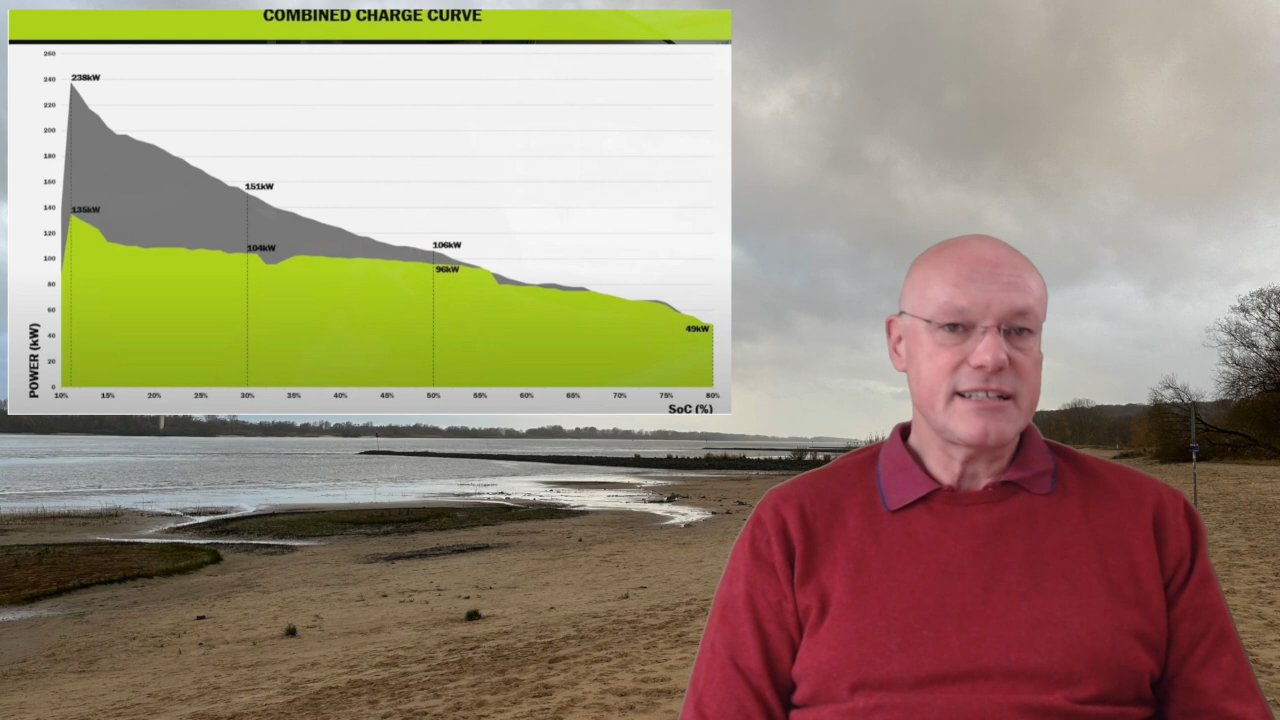 COMBINED CHARGE CURVE
260
240
238kW
220
200
180
160
151kW
140
135kW
120
104kW
106kW
100
96kW
80
60
49kW
40
20
0
POWER (kW)
10% 15% 20% 25% 30% 35% 40% 45% 50% 55% 60% 65% 70% 75% 80%
SoC (%)